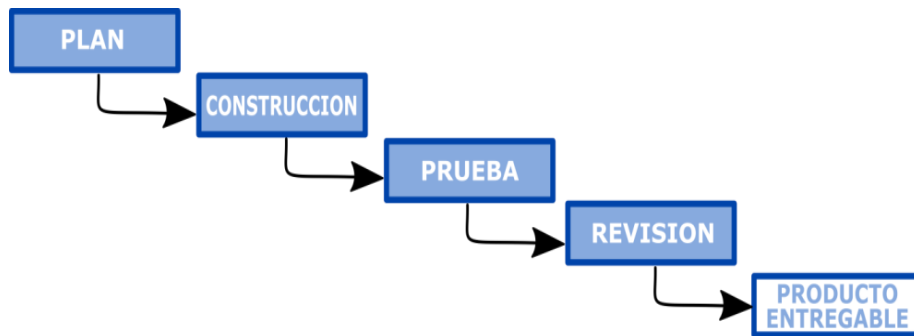 PLAN
CONSTRUCCION
PRUEBA
REVISION
PRODUCTO
ENTREGABLE